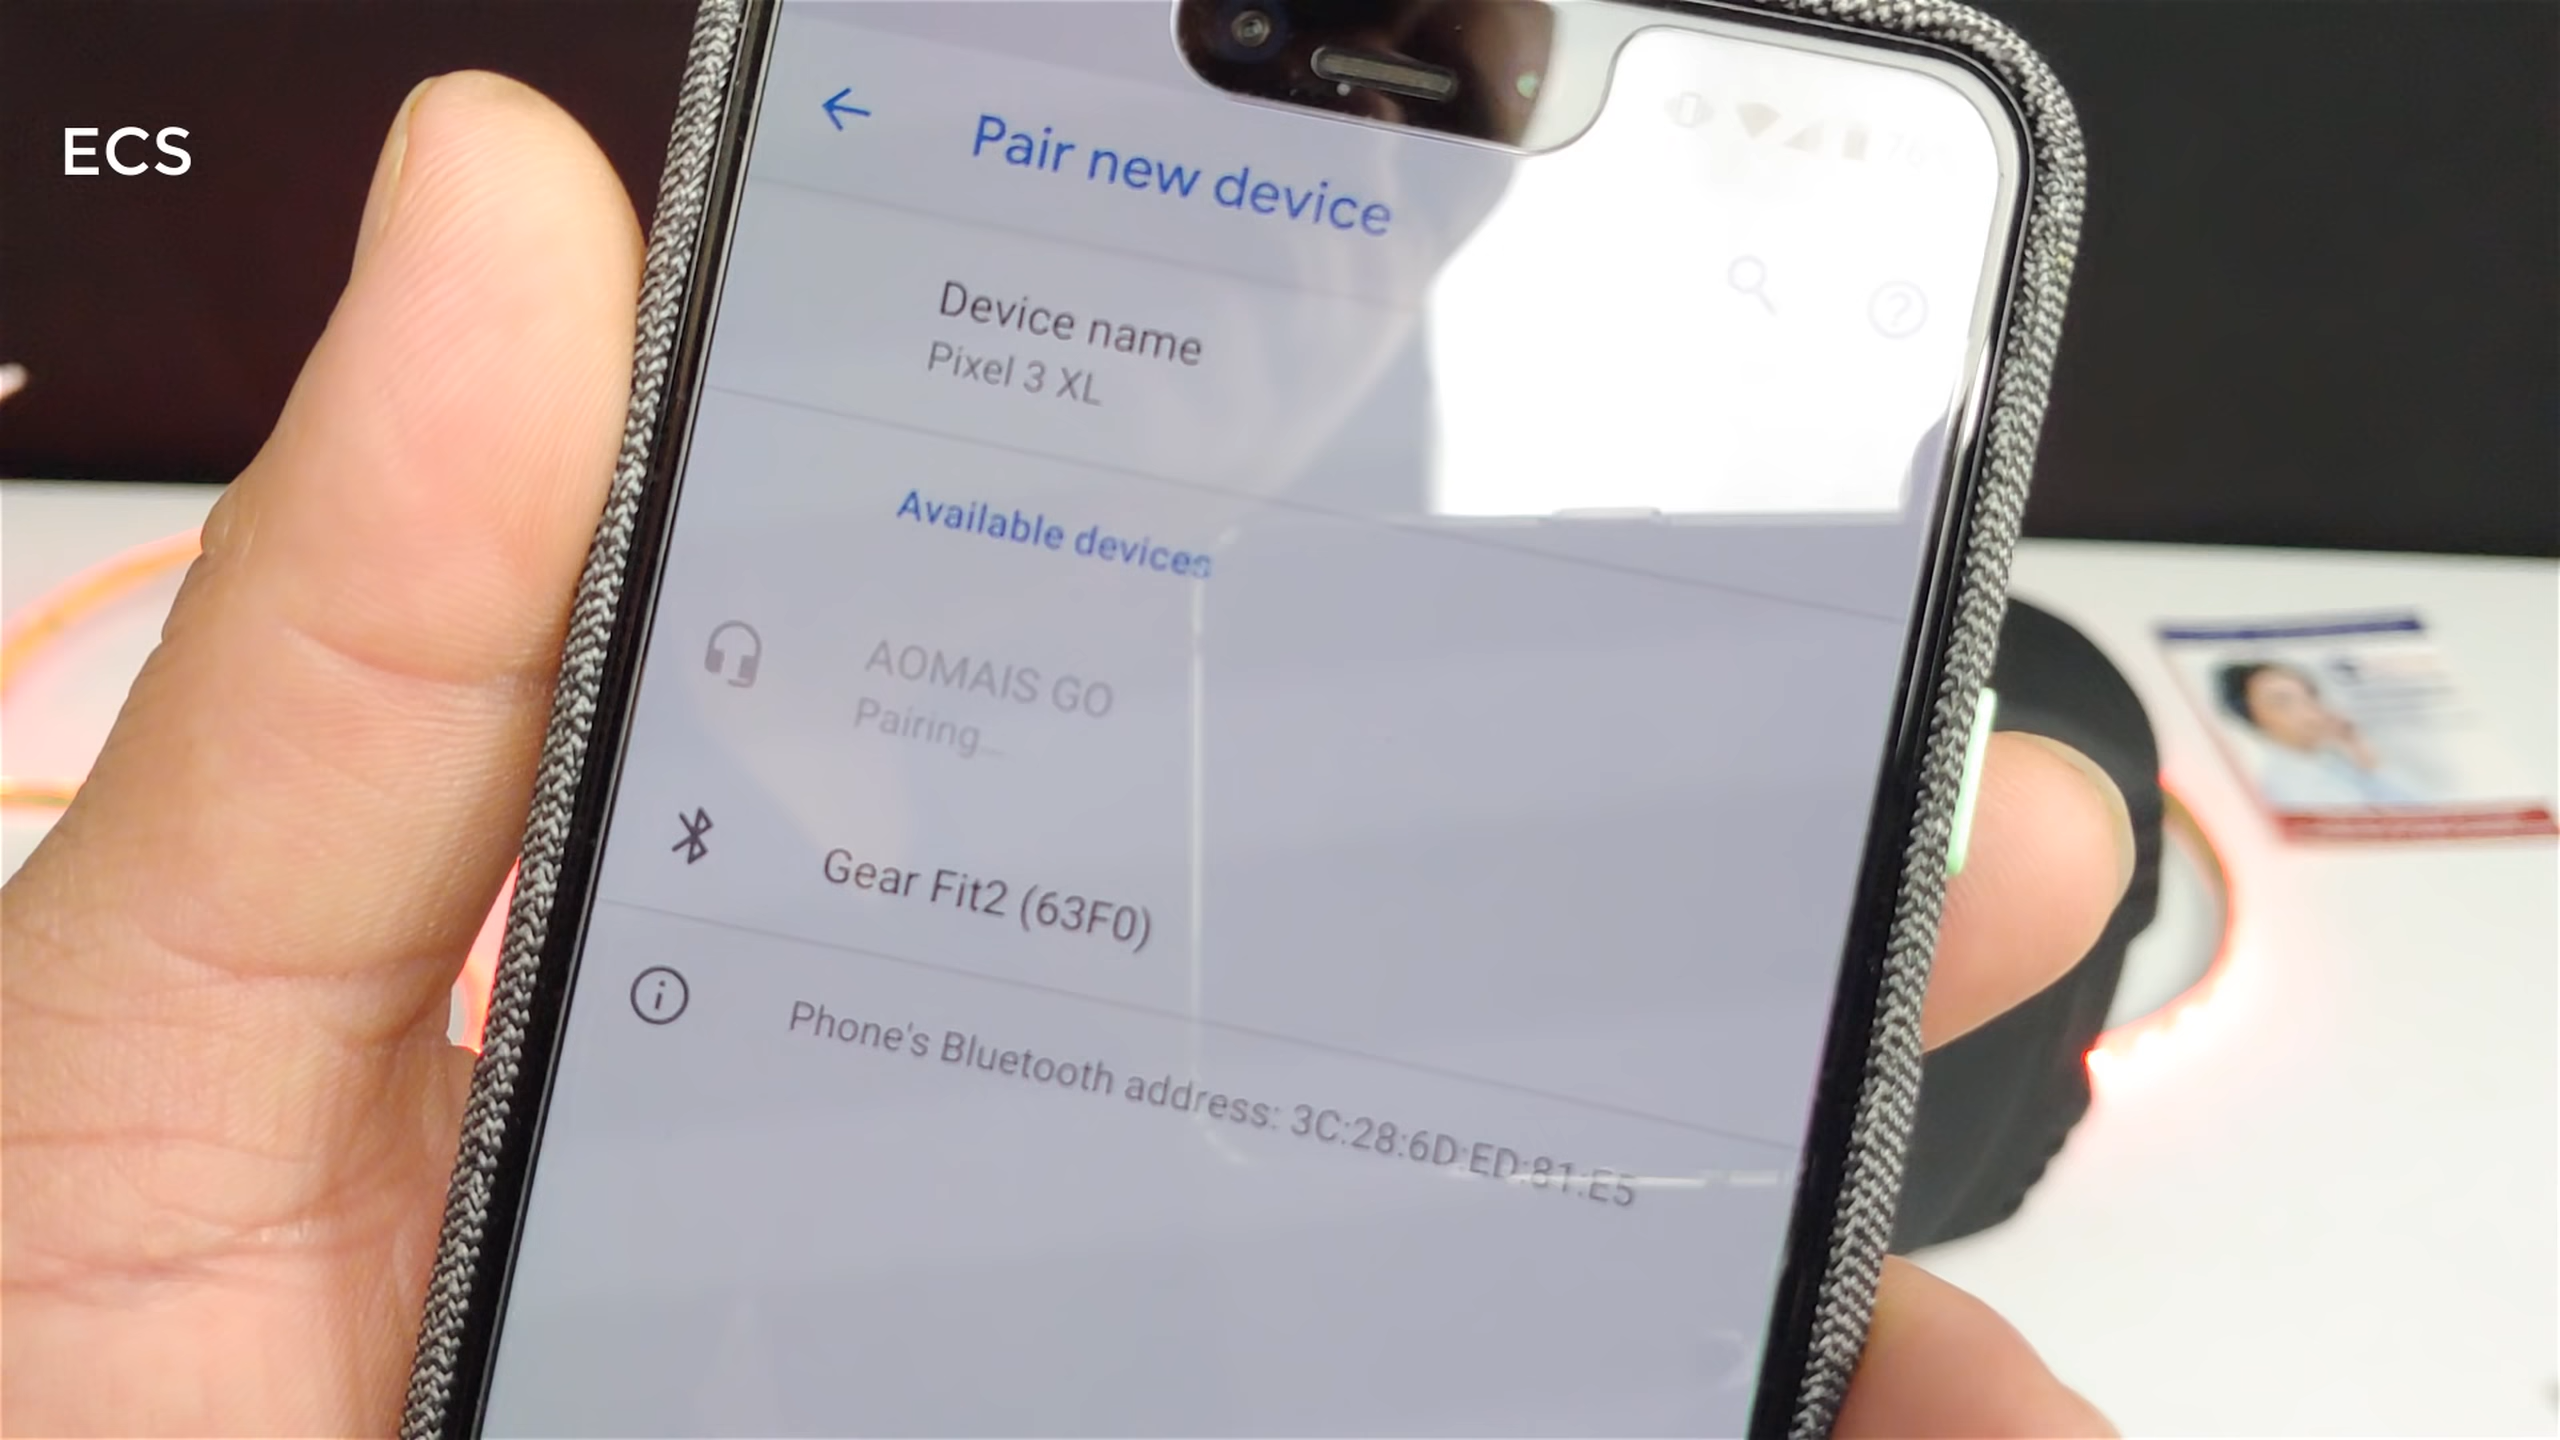 ECS
Pair new device
Device name
Pixel 3 XL
Available devices
AOMAIS GO
Pairing...
Gear Fit2 (63F0)
Phone's Bluetooth address: 3C:28:6D:ED:81:E5